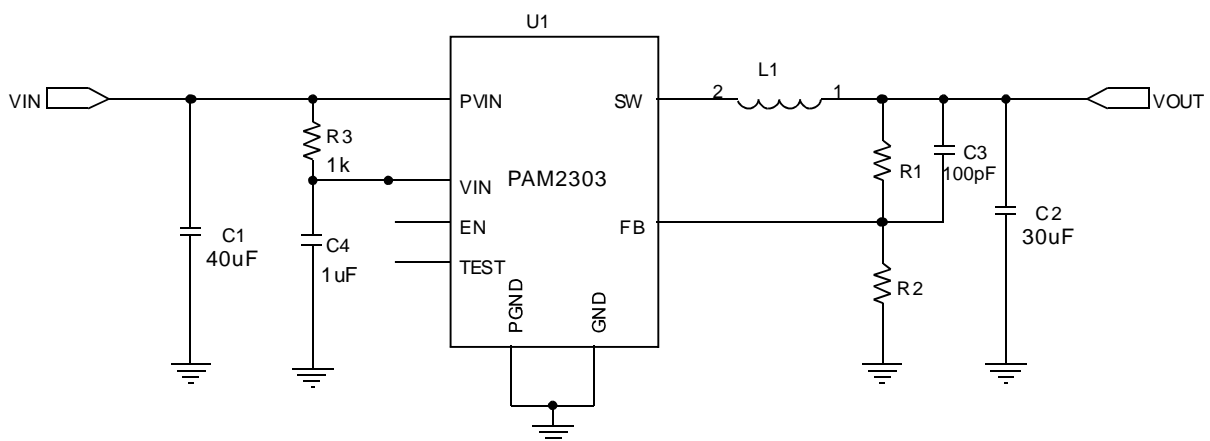 U1
VIN
PVIN
SW
2
L1
1
VOUT
R3
1k
R1
C3
100pF
VIN
PAM2303
EN
FB
C1
40uF
C4
1uF
TEST
C2
30uF
R2
PGND
GND